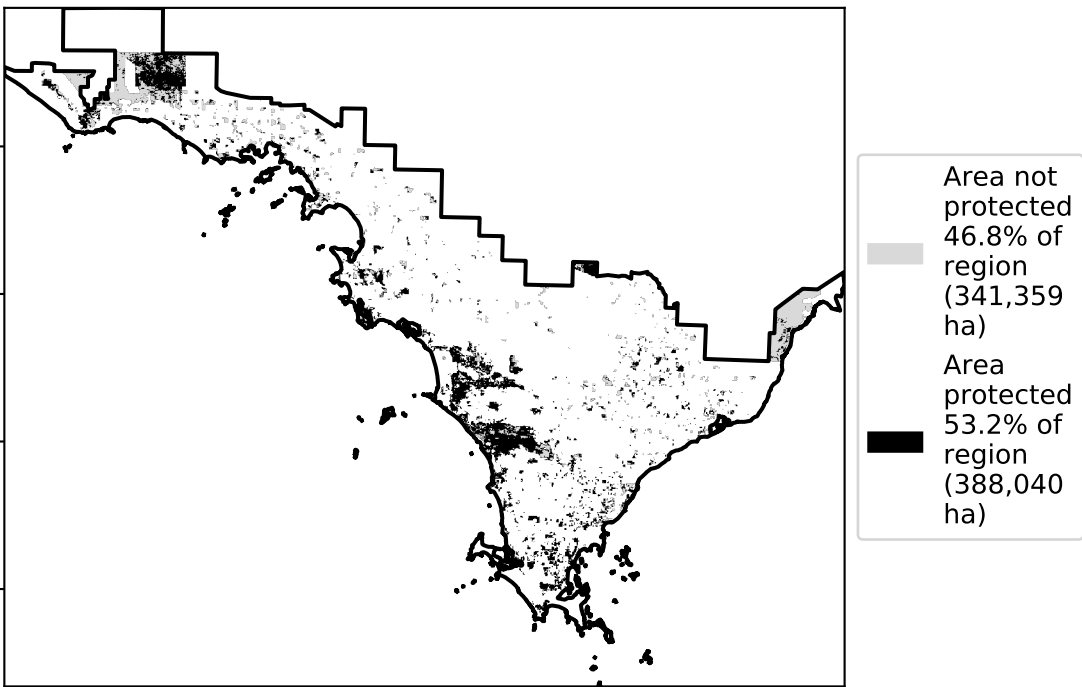 Area not
protected
46.8% of
region
(341,359
ha)
Area
protected
53.2% of
region
(388,040
ha)